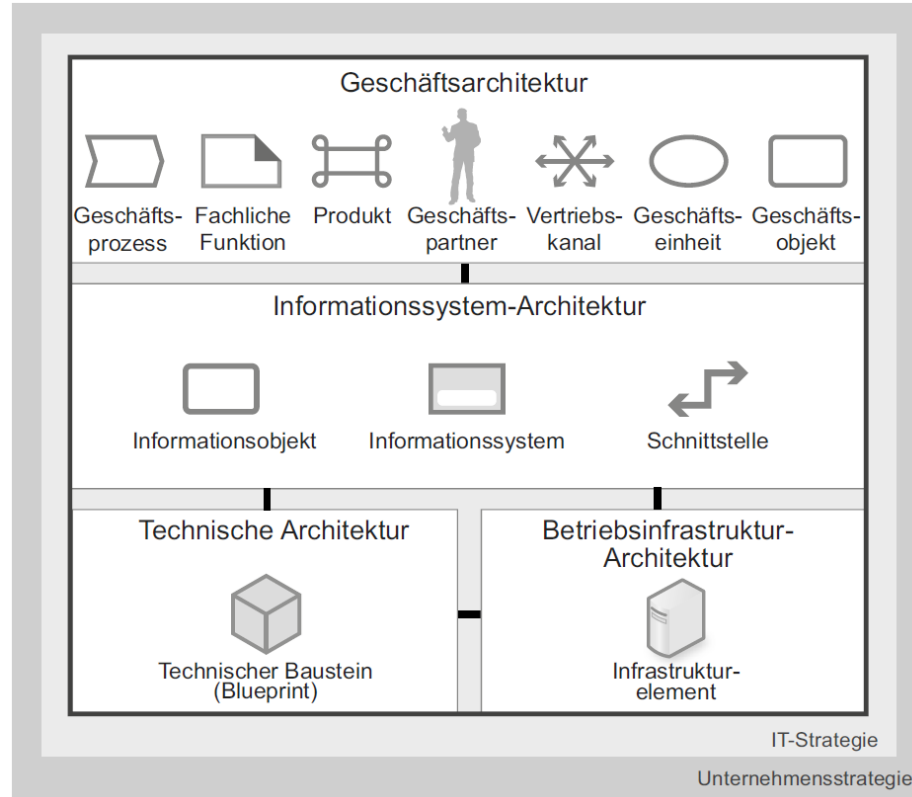 Geschäftsarchitektur
Geschäfts-
prozess
Fachliche
Funktion
Produkt
Geschäfts-
partner
Vertriebs-
kanal
Geschäfts-
einheit
Geschäfts-
objekt
Informationssystem-Architektur
Informationsobjekt
Informationssystem
Schnittstelle
Technische Architektur
Technischer Baustein
(Blueprint)
Betriebsinfrastruktur-
Architektur
Infrastruktur-
element
IT-Strategie
Unternehmensstrategie